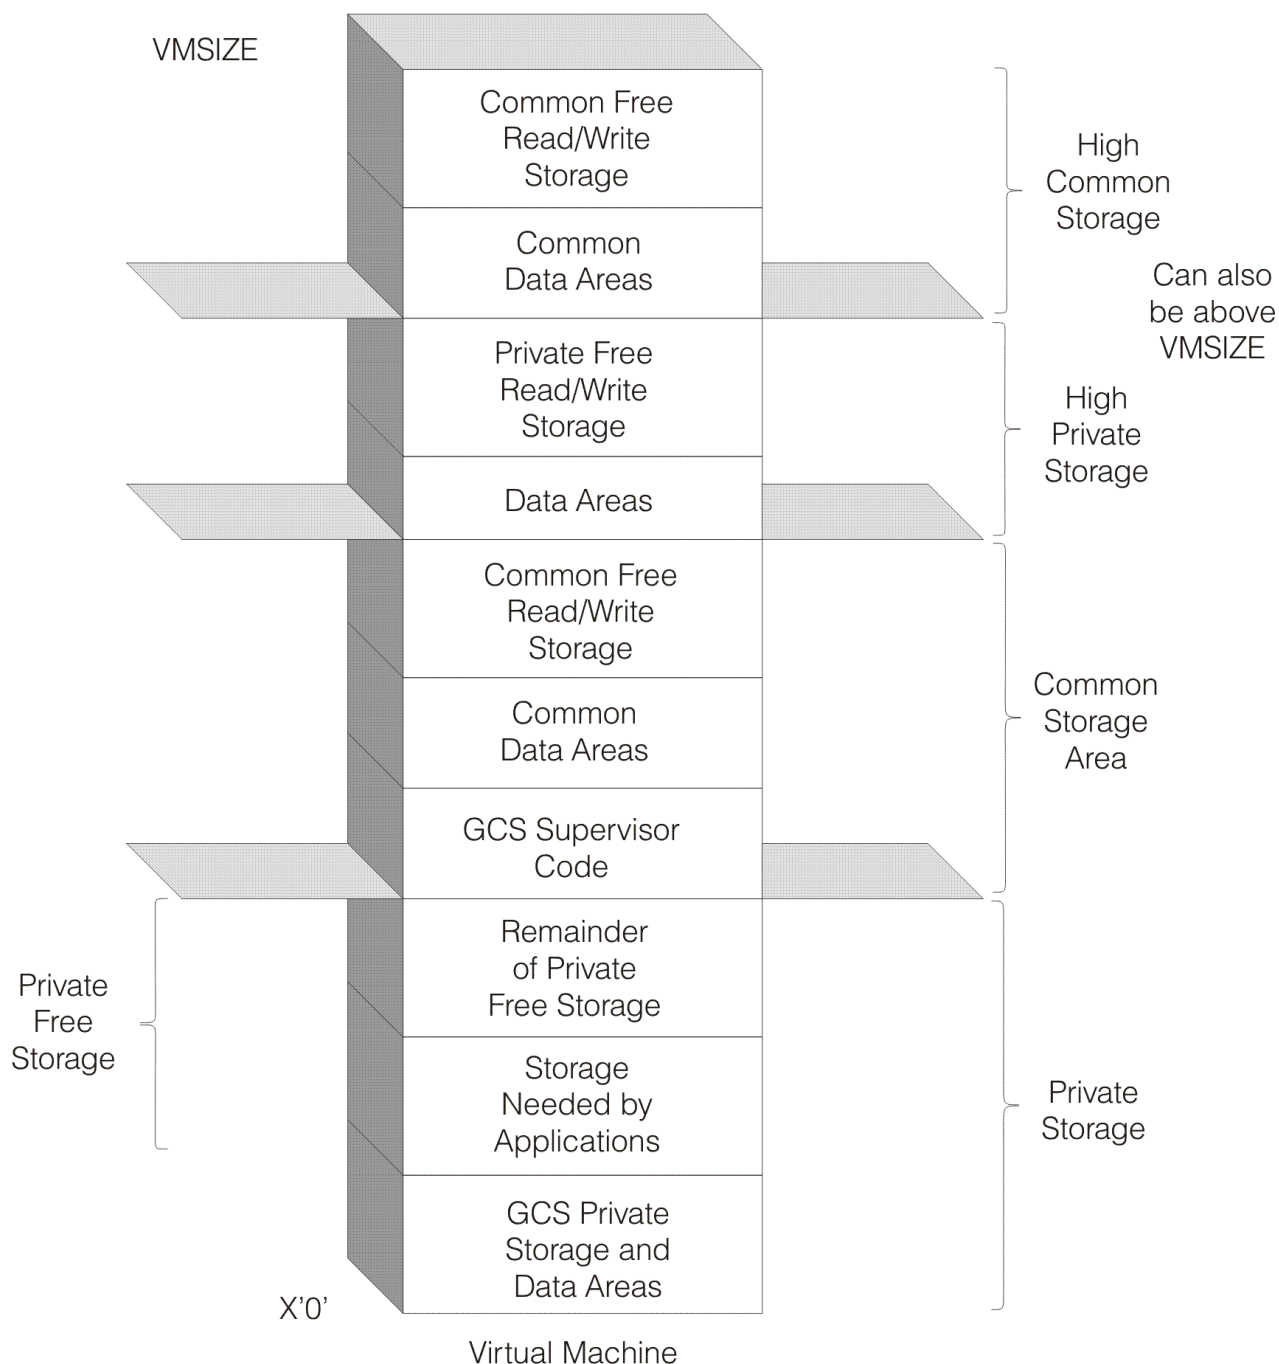 VMSIZE
Common Free
Read/Write
Storage
High
Common
Storage
Common
Data Areas
Can also
be above
VMSIZE
Private Free
Read/Write
Storage
High
Private
Storage
Data Areas
Common Free
Read/Write
Storage
Common
Data Areas
Common
Storage
Area
GCS Supervisor
Code
Remainder
of Private
Free Storage
Private
Free
Storage
Storage
Needed by
Applications
Private
Storage
GCS Private
Storage and
Data Areas
X'0'
Virtual Machine